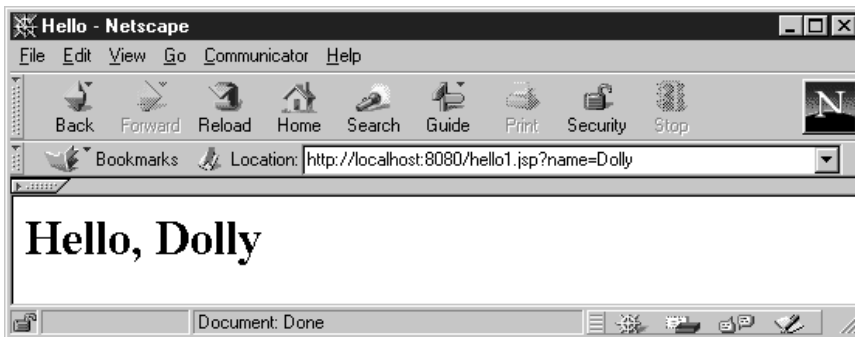 Hello - Netscape
File Edit View Go Communicator Help
Back Forward Reload Home Search Guide Print Security Stop
N
Bookmarks Location: http://localhost:8080/hello1.jsp?name=Dolly
Hello, Dolly
Document: Done